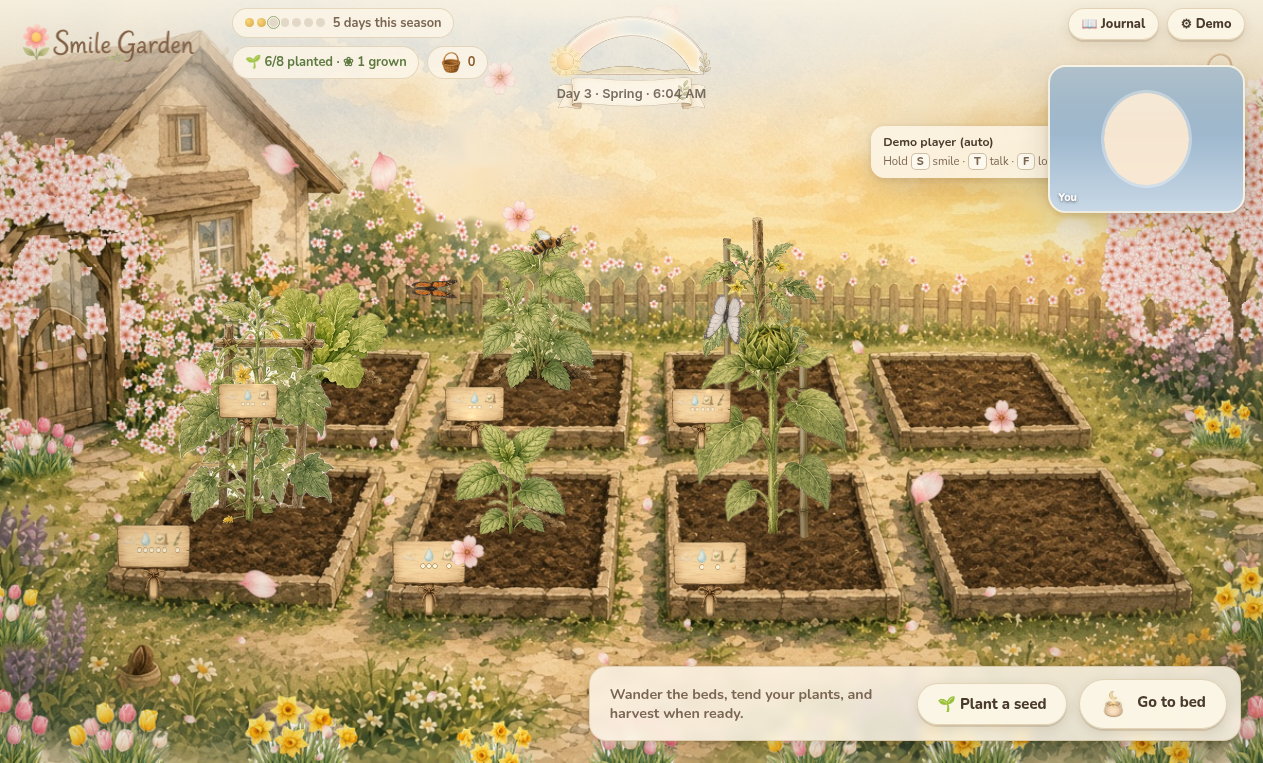 Smile Garden
5 days this season
6/8 planted · 1 grown
0
Day 3 · Spring · 6:04 AM
Journal
Demo
Demo player (auto)
Hold S smile · T talk · F lo
You
Wander the beds, tend your plants, and
harvest when ready.
Plant a seed
Go to bed